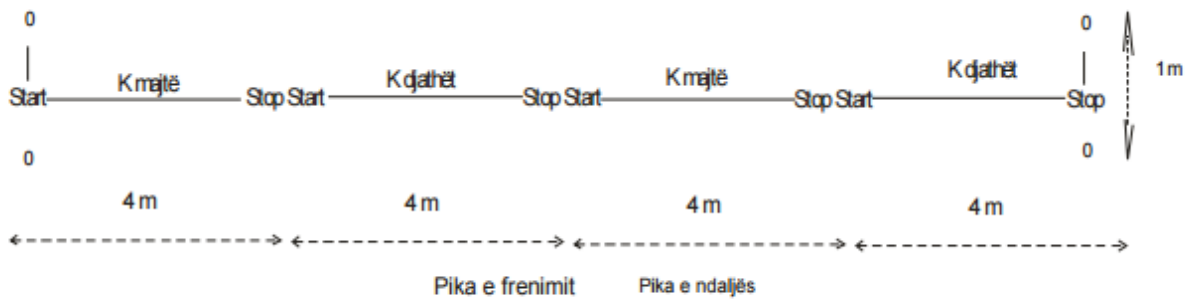 0 0
K majtë K djathët K majtë K djathët 1 m
Start Stop Start Stop Start Stop Start Stop
0 0
4 m 4 m 4 m 4 m
Pika e frenimit Pika e ndaljës